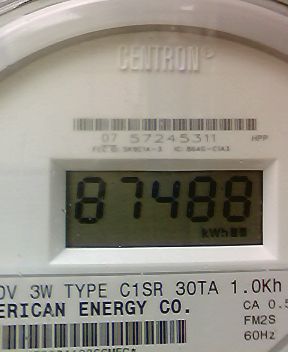 CENTRON®
07 57245311 HPP
87488
kWh
0V 3W TYPE C1SR 30TA 1.0Kh
ERICAN ENERGY CO. CA 0.5
FM2S
60Hz